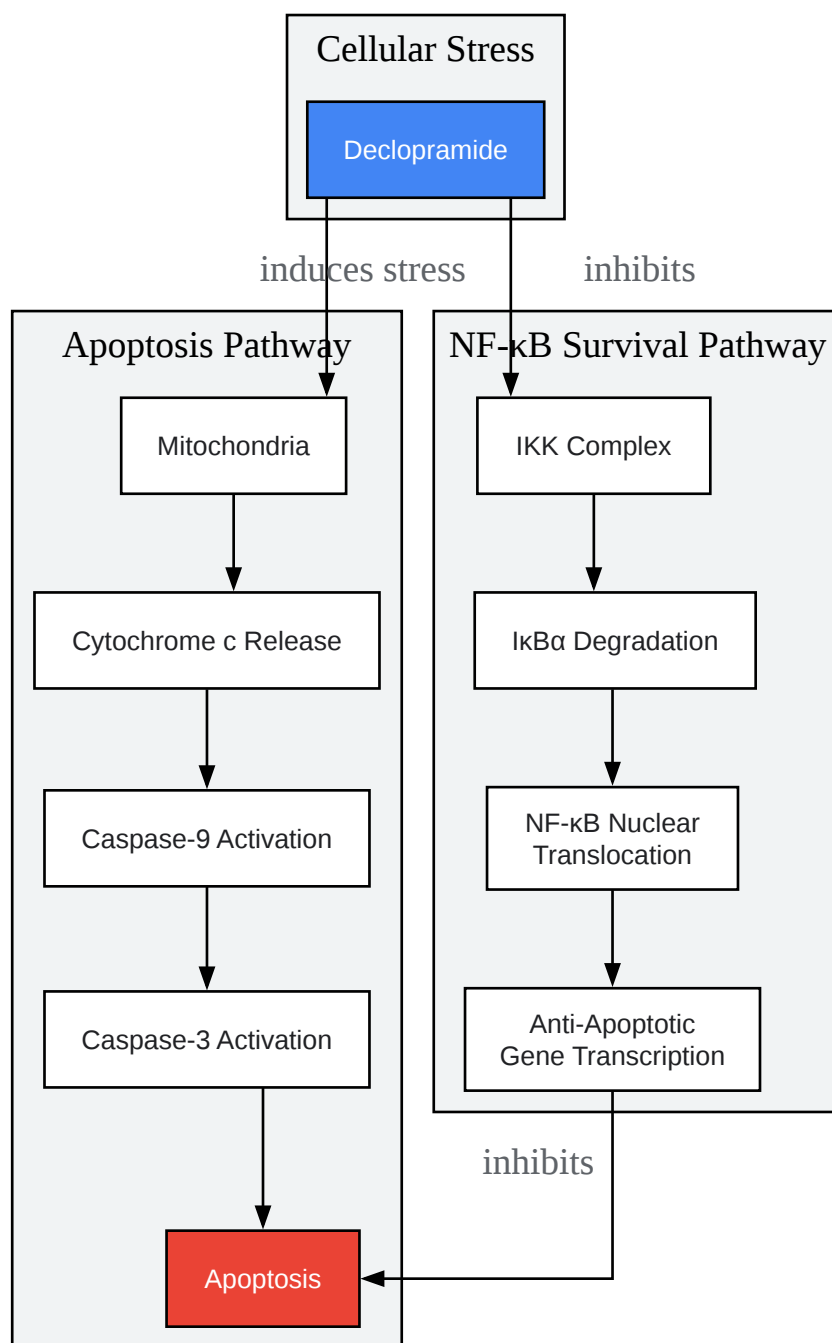 Cellular Stress
Declopramide
induces stress
inhibits
Apoptosis Pathway
Mitochondria
Cytochrome c Release
Caspase-9 Activation
Caspase-3 Activation
Apoptosis
NF-κB Survival Pathway
IKK Complex
IκBα Degradation
NF-κB Nuclear
Translocation
Anti-Apoptotic
Gene Transcription
inhibits